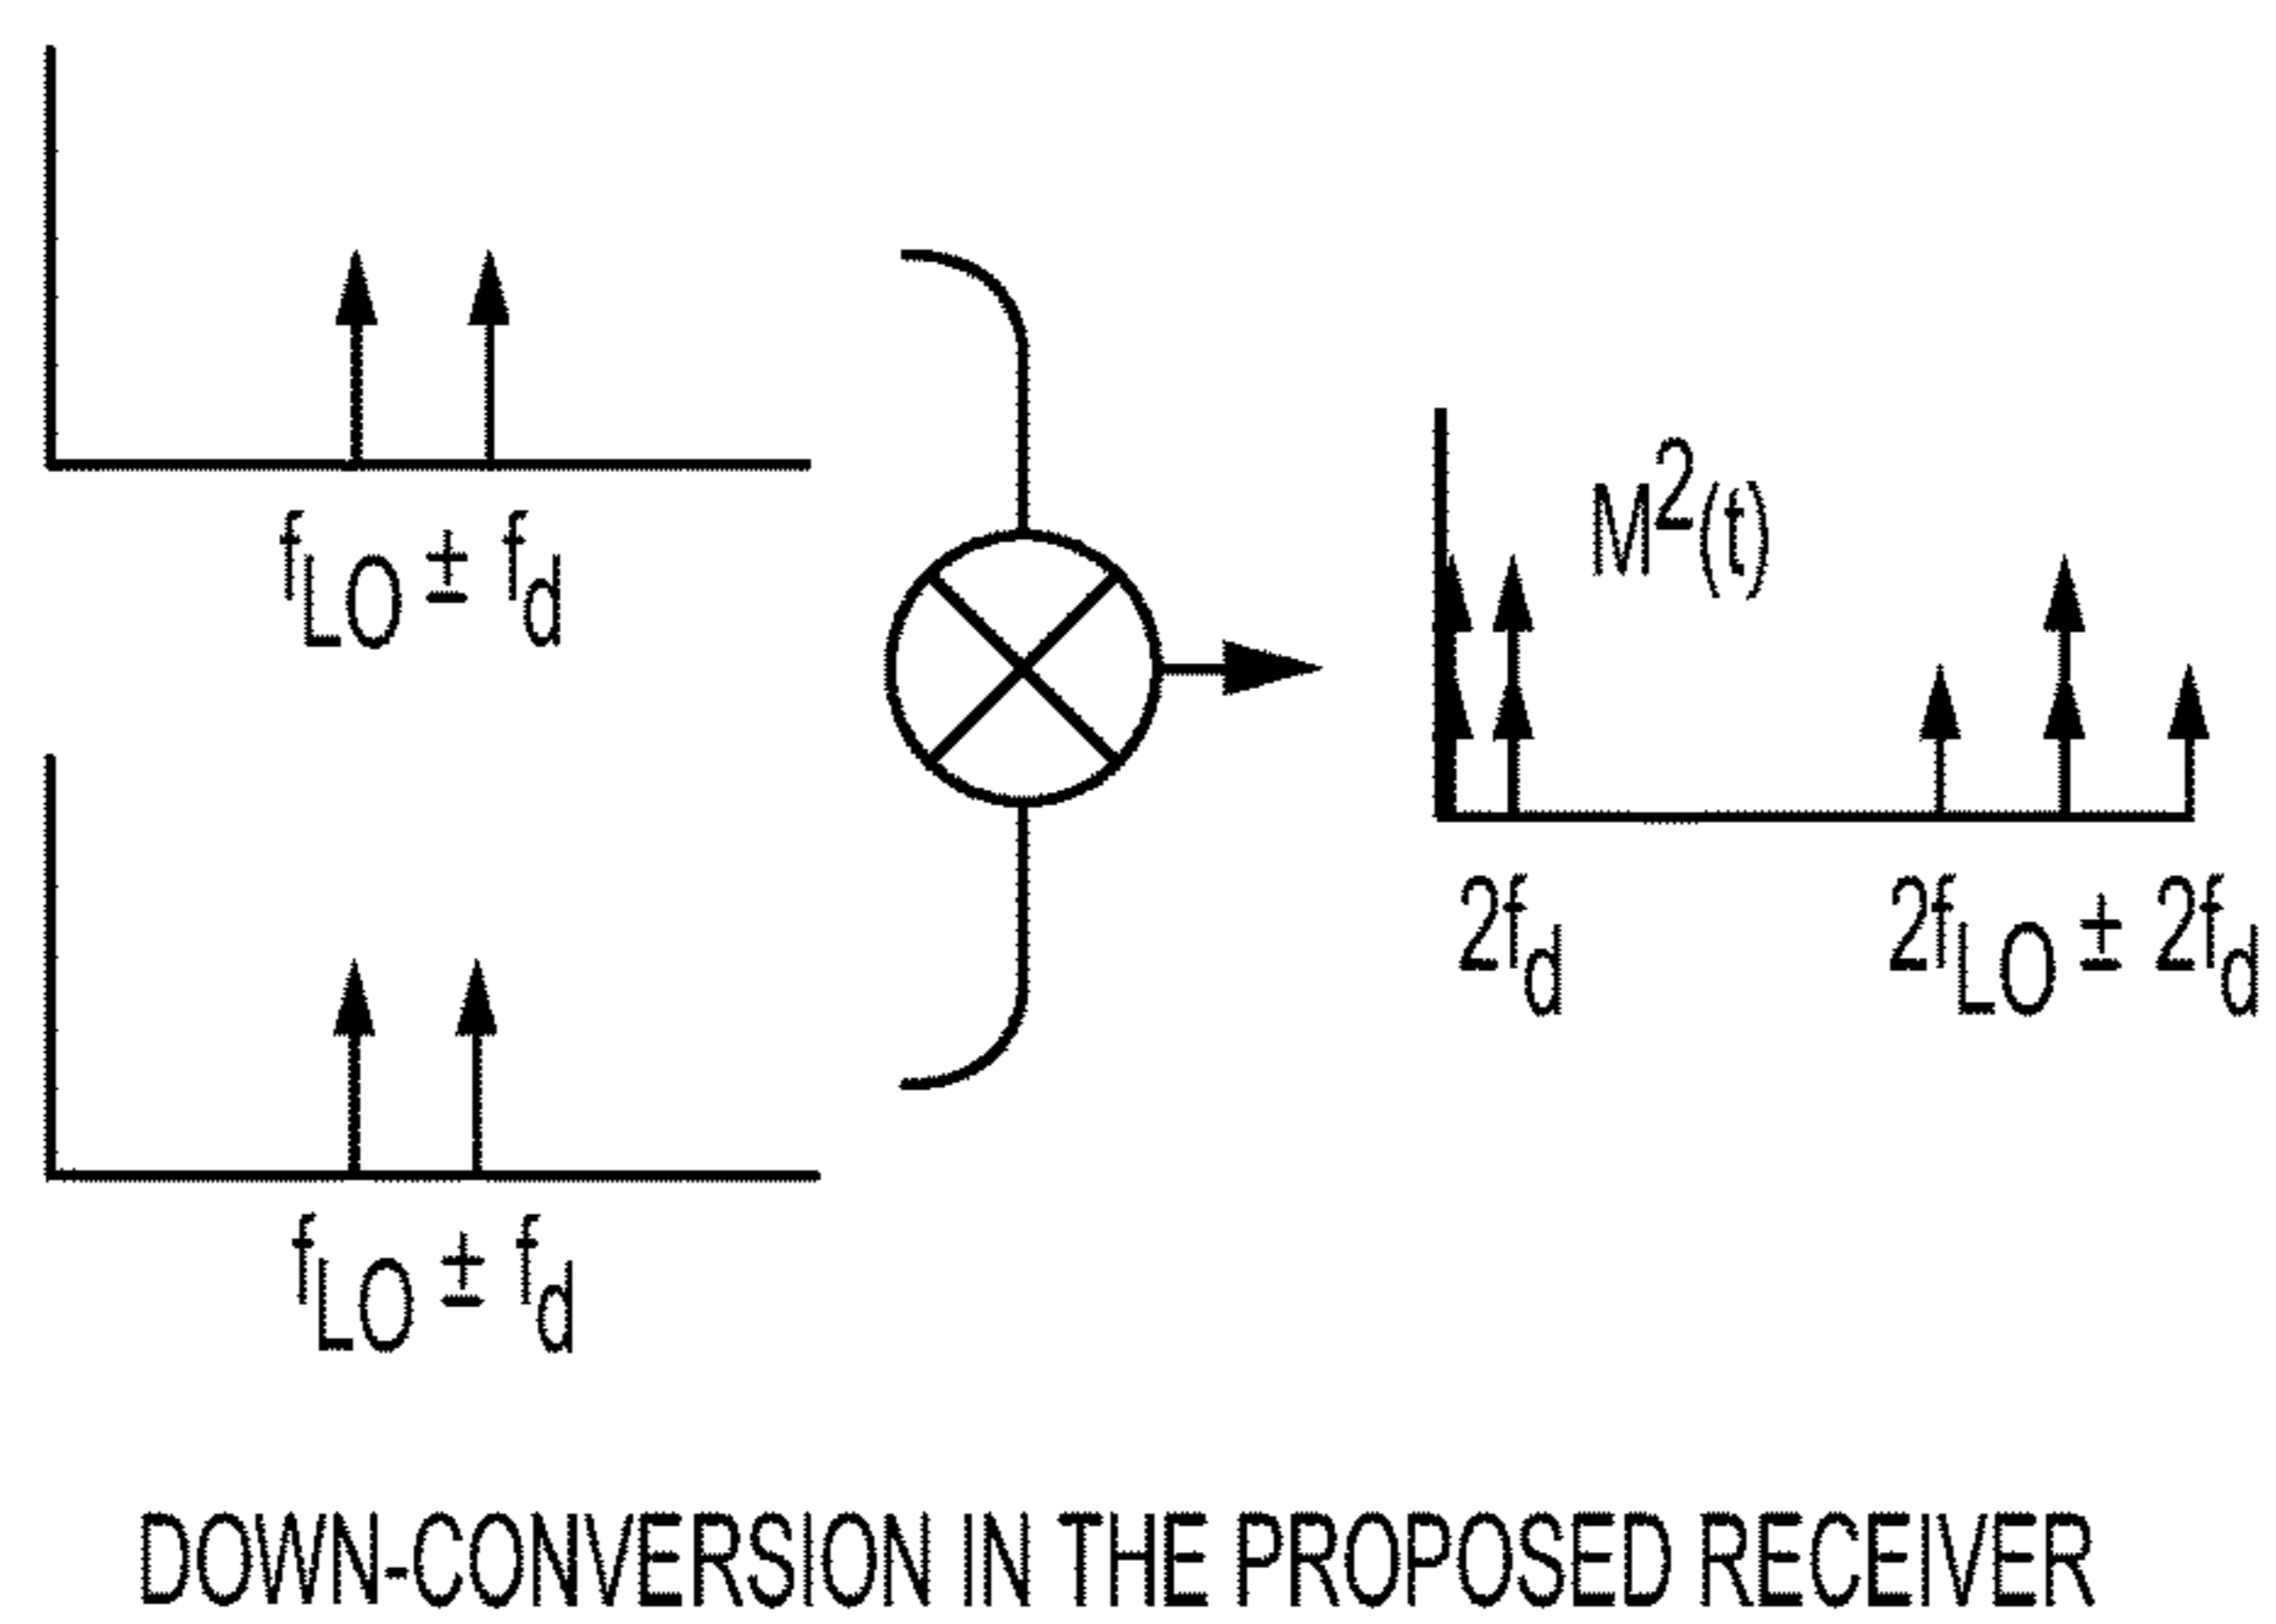 fLO ± fd
M2(t)
2fd
2fLO ± 2fd
fLO ± fd
DOWN-CONVERSION IN THE PROPOSED RECEIVER